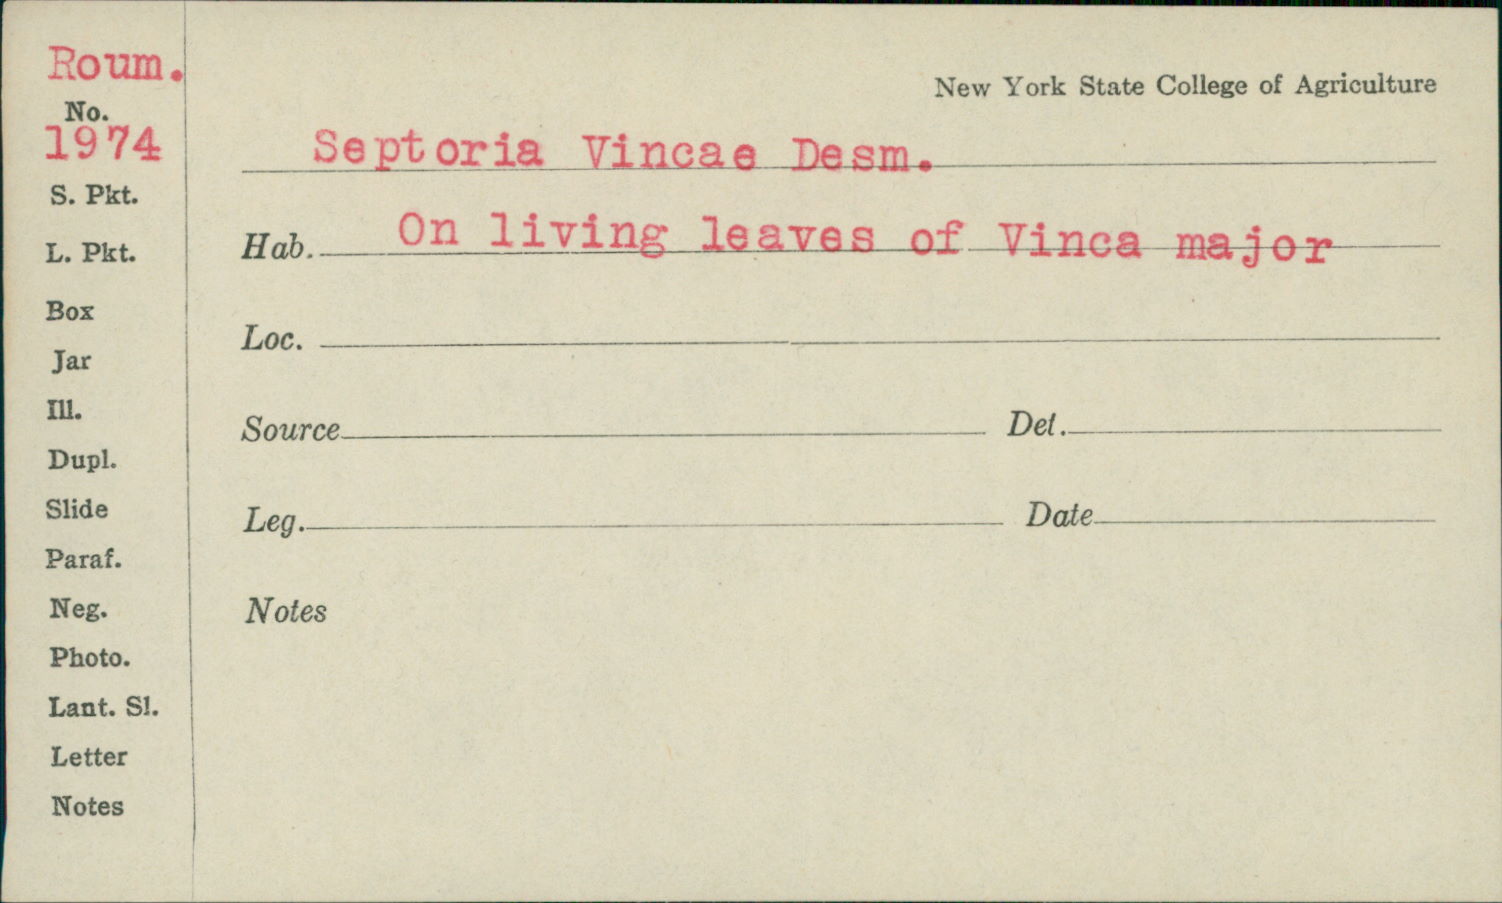 Roum.
No.
1974
S. Pkt.
L. Pkt.
Box
Jar
Ill.
Dupl.
Slide
Paraf.
Neg.
Photo.
Lant. Sl.
Letter
Notes
New York State College of Agriculture
Septoria Vincae Desm.
Hab. On living leaves of Vinca major
Loc.
Source Det.
Leg. Date
Notes